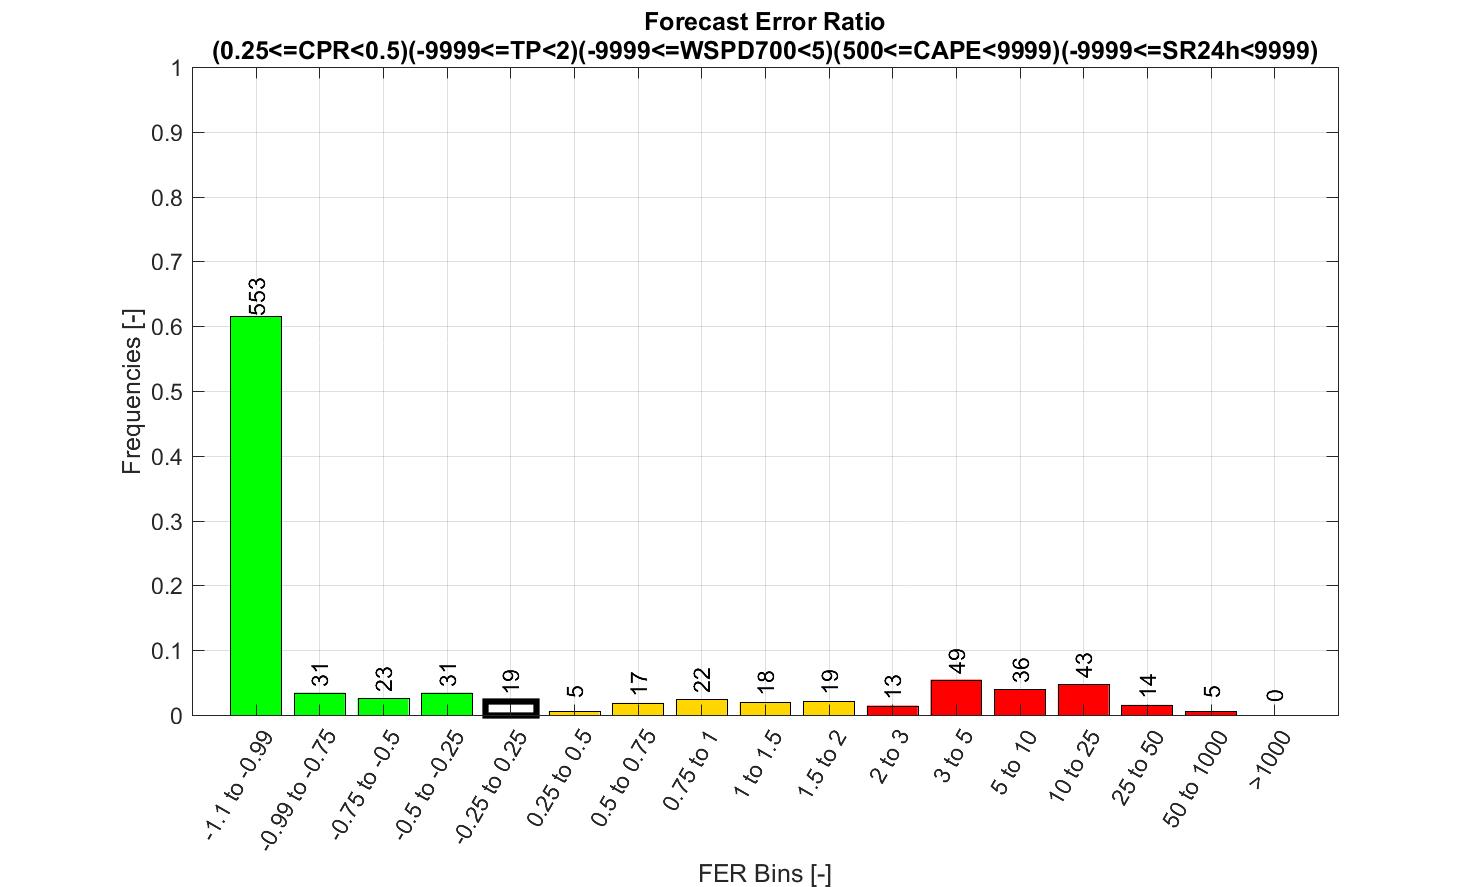 Forecast Error Ratio
(0.25<=CPR<0.5)(-9999<=TP<2)(-9999<=WSPD700<5)(500<=CAPE<9999)(-9999<=SR24h<9999)
1
0.9
0.8
0.7
0.6
0.5
0.4
0.3
0.2
0.1
0
Frequencies [-]
553
31
23
31
19
5
17
22
18
19
13
49
36
43
14
5
0
-1.1 to -0.99
-0.99 to -0.75
-0.75 to -0.5
-0.5 to -0.25
-0.25 to 0.25
0.25 to 0.5
0.5 to 0.75
0.75 to 1
1 to 1.5
1.5 to 2
2 to 3
3 to 5
5 to 10
10 to 25
25 to 50
50 to 1000
>1000
FER Bins [-]